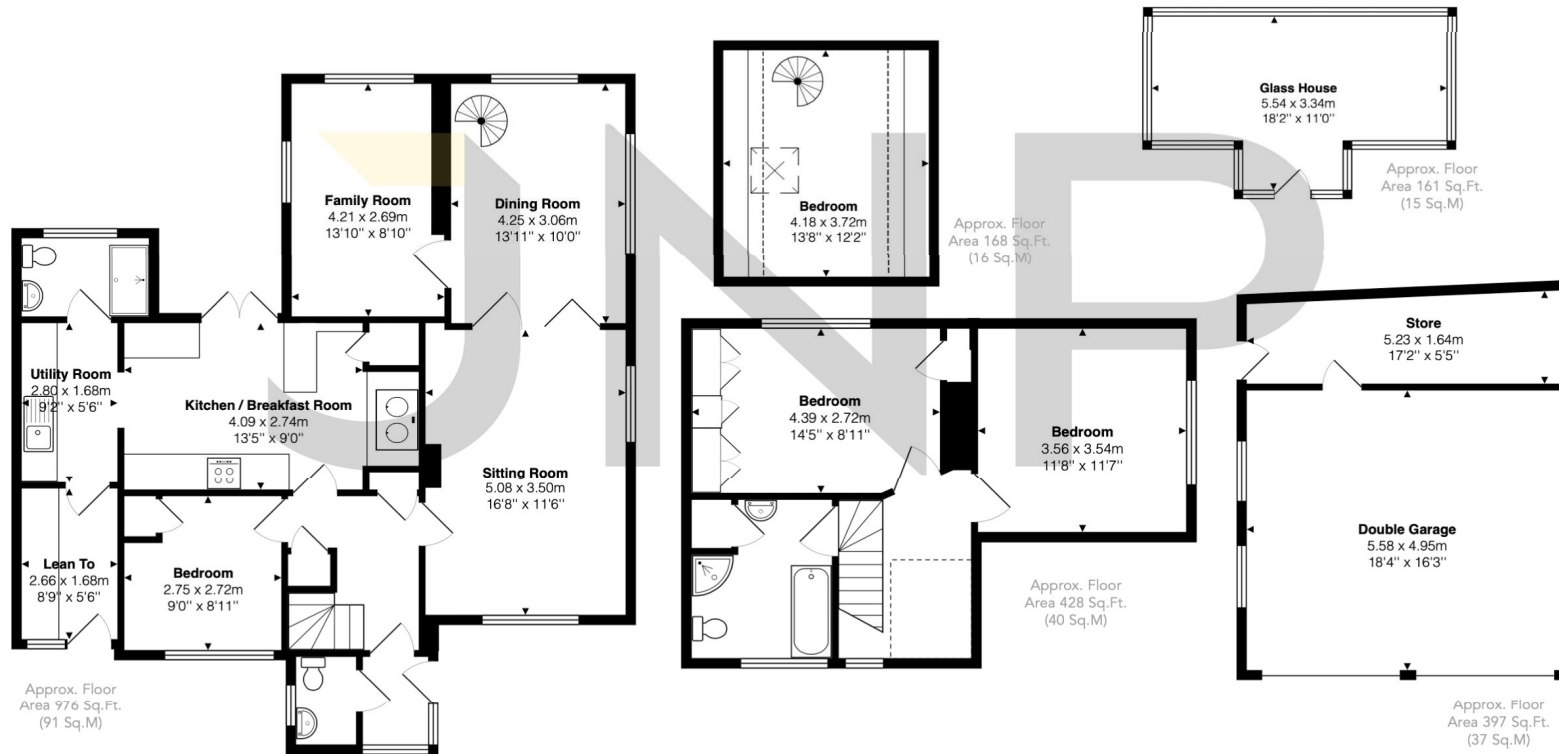 JNP
Family Room
4.21 x 2.69m
13'10" x 8'10"
Dining Room
4.25 x 3.06m
13'11" x 10'0"
Utility Room
2.80 x 1.68m
9'2" x 5'6"
Kitchen / Breakfast Room
4.09 x 2.74m
13'5" x 9'0"
Sitting Room
5.08 x 3.50m
16'8" x 11'6"
Lean To
2.66 x 1.68m
8'9" x 5'6"
Bedroom
2.75 x 2.72m
9'0" x 8'11"
Approx. Floor
Area 976 Sq.Ft.
(91 Sq.M)
Bedroom
4.18 x 3.72m
13'8" x 12'2"
Approx. Floor
Area 168 Sq.Ft.
(16 Sq.M)
Bedroom
4.39 x 2.72m
14'5" x 8'11"
Bedroom
3.56 x 3.54m
11'8" x 11'7"
Approx. Floor
Area 428 Sq.Ft.
(40 Sq.M)
Glass House
5.54 x 3.34m
18'2" x 11'0"
Approx. Floor
Area 161 Sq.Ft.
(15 Sq.M)
Store
5.23 x 1.64m
17'2" x 5'5"
Double Garage
5.58 x 4.95m
18'4" x 16'3"
Approx. Floor
Area 397 Sq.Ft.
(37 Sq.M)